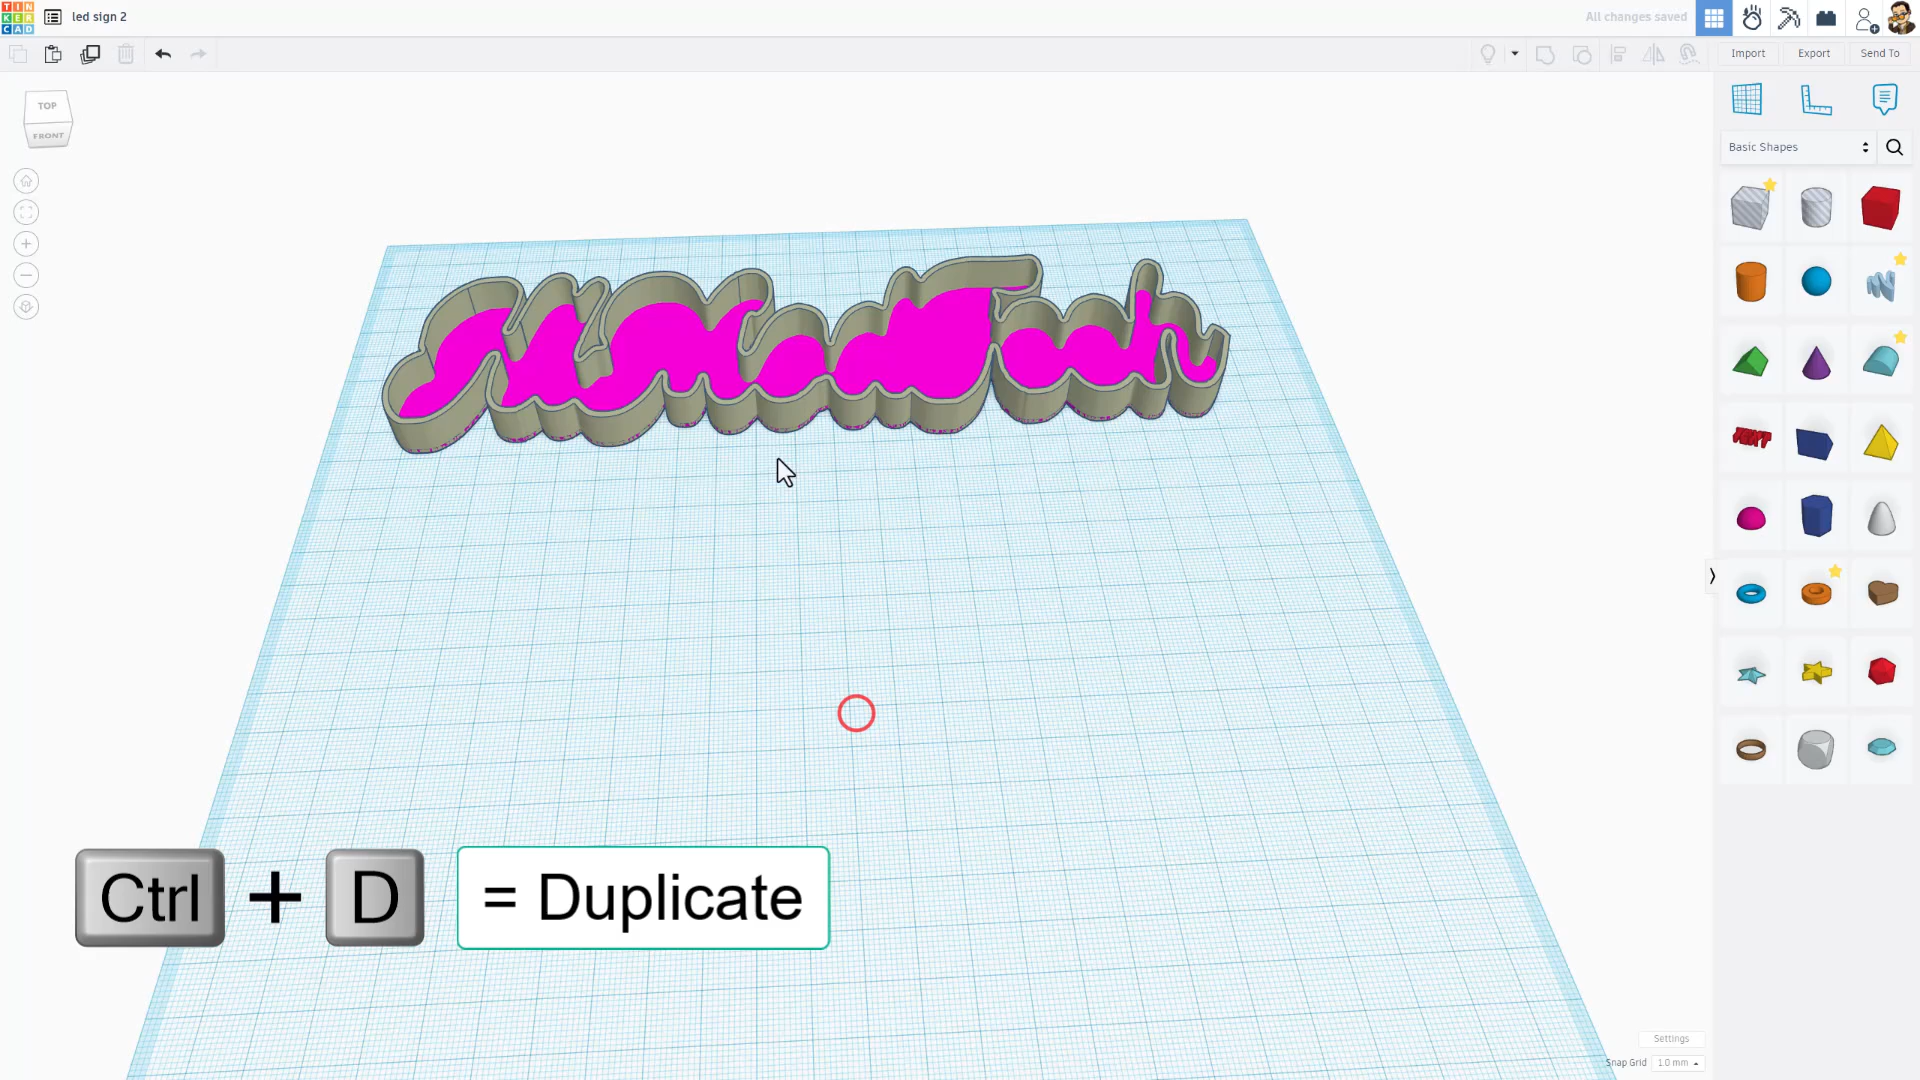 TIN
KER
CAD
led sign 2
All changes saved
Import
Export
Send To
TOP
FRONT
Basic Shapes
TEXT
Ctrl + D = Duplicate
Settings
Snap Grid 1.0 mm